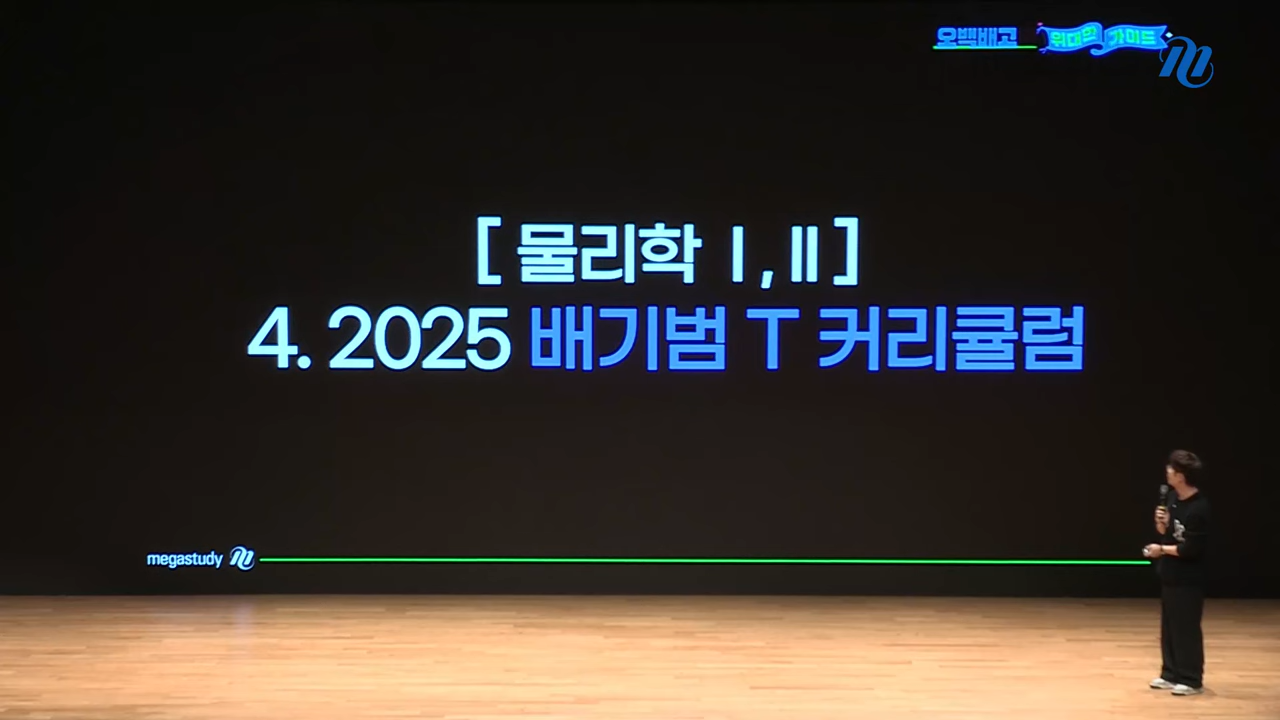 오백배고 위대한 가이드
[ 물리학 Ⅰ, Ⅱ ]
4. 2025 배기범 T 커리큘럼
megastudy